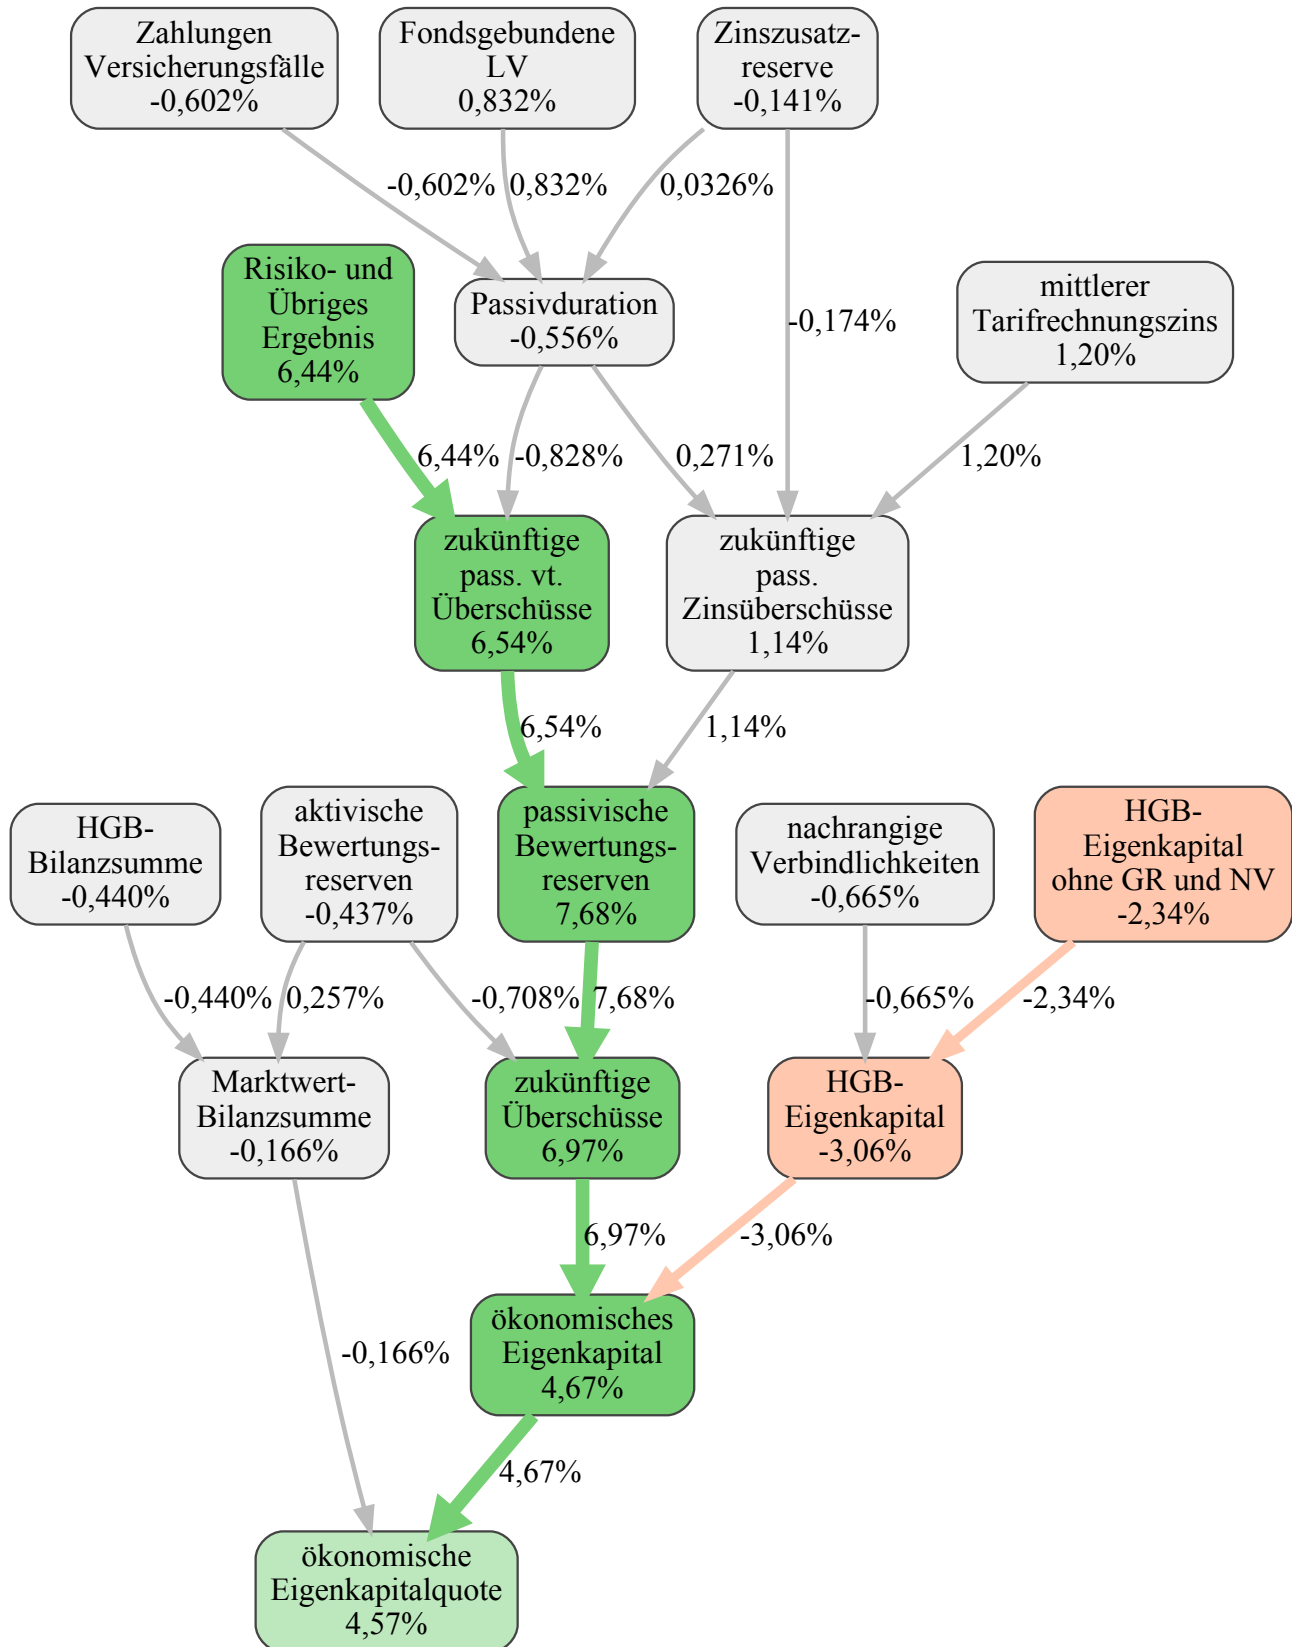 Zahlungen
Versicherungsfälle
-0,602%
Fondsgebundene
LV
0,832%
Zinszusatz-
reserve
-0,141%
-0,602%
0,832%
0,0326%
Risiko- und
Übriges
Ergebnis
6,44%
Passivduration
-0,556%
-0,174%
mittlerer
Tarifrechnungszins
1,20%
6,44%
-0,828%
0,271%
1,20%
zukünftige
pass. vt.
Überschüsse
6,54%
zukünftige
pass.
Zinsüberschüsse
1,14%
6,54%
1,14%
HGB-
Bilanzsumme
-0,440%
aktivische
Bewertungs-
reserven
-0,437%
passivische
Bewertungs-
reserven
7,68%
nachrangige
Verbindlichkeiten
-0,665%
HGB-
Eigenkapital
ohne GR und NV
-2,34%
-0,440%
0,257%
-0,708%
7,68%
-0,665%
-2,34%
Marktwert-
Bilanzsumme
-0,166%
zukünftige
Überschüsse
6,97%
HGB-
Eigenkapital
-3,06%
6,97%
-3,06%
-0,166%
ökonomisches
Eigenkapital
4,67%
4,67%
ökonomische
Eigenkapitalquote
4,57%